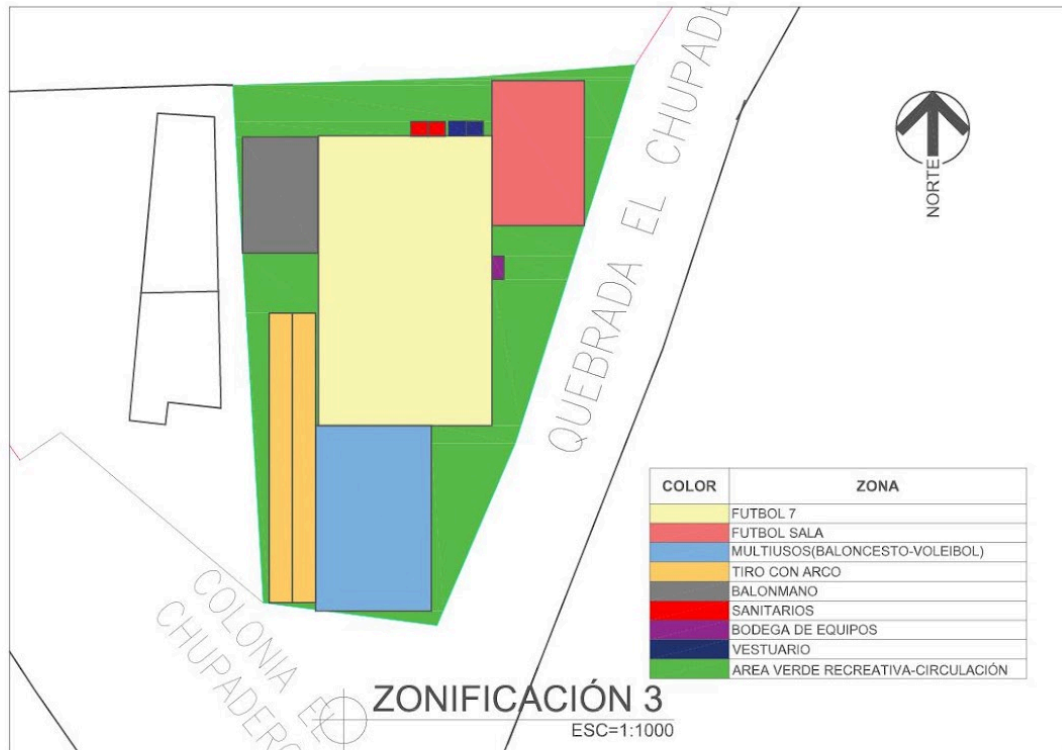 QUEBRADA EL CHUPADE
NORTE
COLOR ZONA
FUTBOL 7
FUTBOL SALA
MULTIUSOS(BALONCESTO-VOLEIBOL)
TIRO CON ARCO
BALONMANO
SANITARIOS
BODEGA DE EQUIPOS
VESTUARIO
AREA VERDE RECREATIVA-CIRCULACIÓN
COLONIA EL
CHUPADERO
ZONIFICACIÓN 3
ESC=1:1000